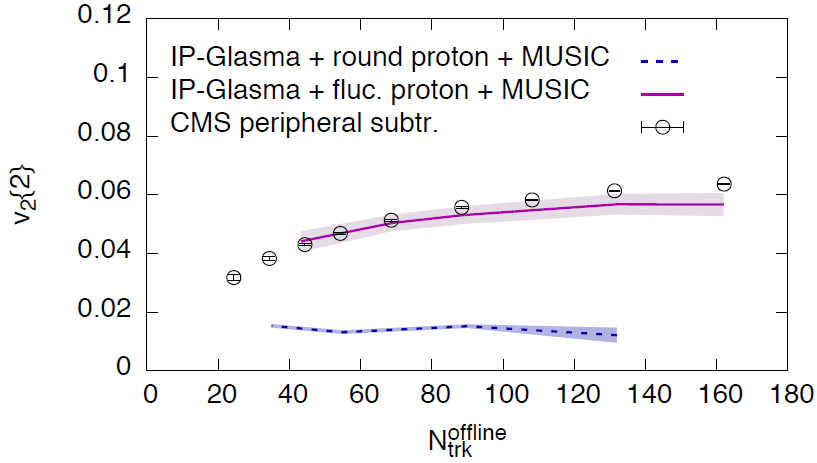 0.12
0.1
0.08
0.06
0.04
0.02
0
v2{2}
IP-Glasma + round proton + MUSIC
IP-Glasma + fluc. proton + MUSIC
CMS peripheral subtr.
0 20 40 60 80 100 120 140 160 180
N_trk^offline